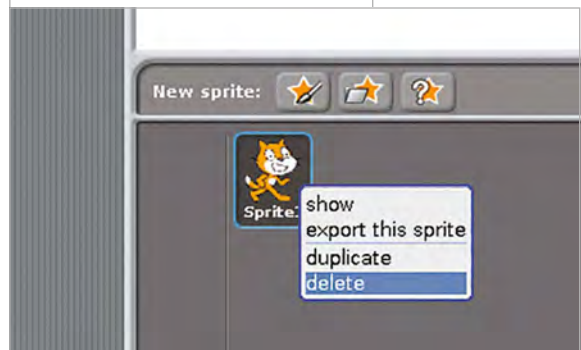 New sprite:
Sprite1
show
export this sprite
duplicate
delete